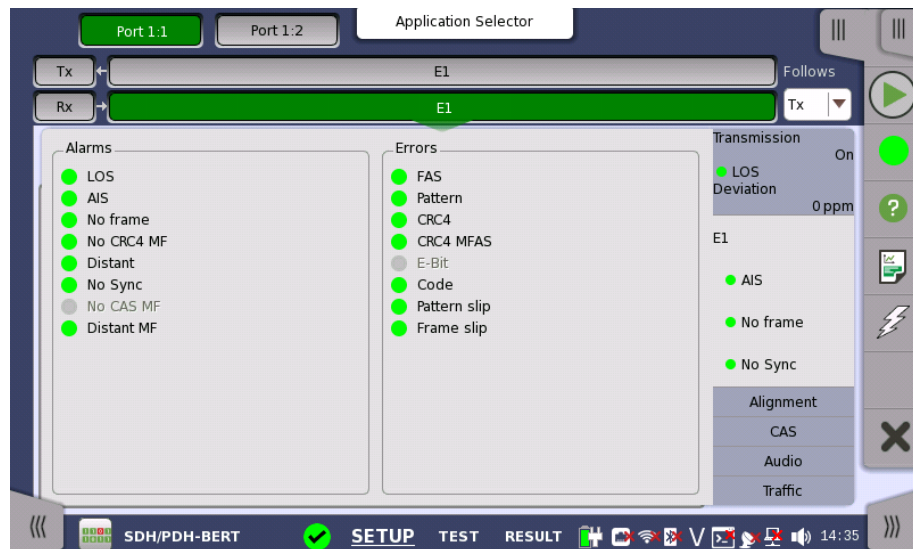 Port 1:1
Port 1:2
Application Selector
Tx
E1
Follows
Rx
E1
Tx
Alarms
LOS
AIS
No frame
No CRC4 MF
Distant
No Sync
No CAS MF
Distant MF
Errors
FAS
Pattern
CRC4
CRC4 MFAS
E-Bit
Code
Pattern slip
Frame slip
Transmission
On
LOS
Deviation
0 ppm
E1
AIS
No frame
No Sync
Alignment
CAS
Audio
Traffic
SDH/PDH-BERT
SETUP
TEST
RESULT
V
14:35